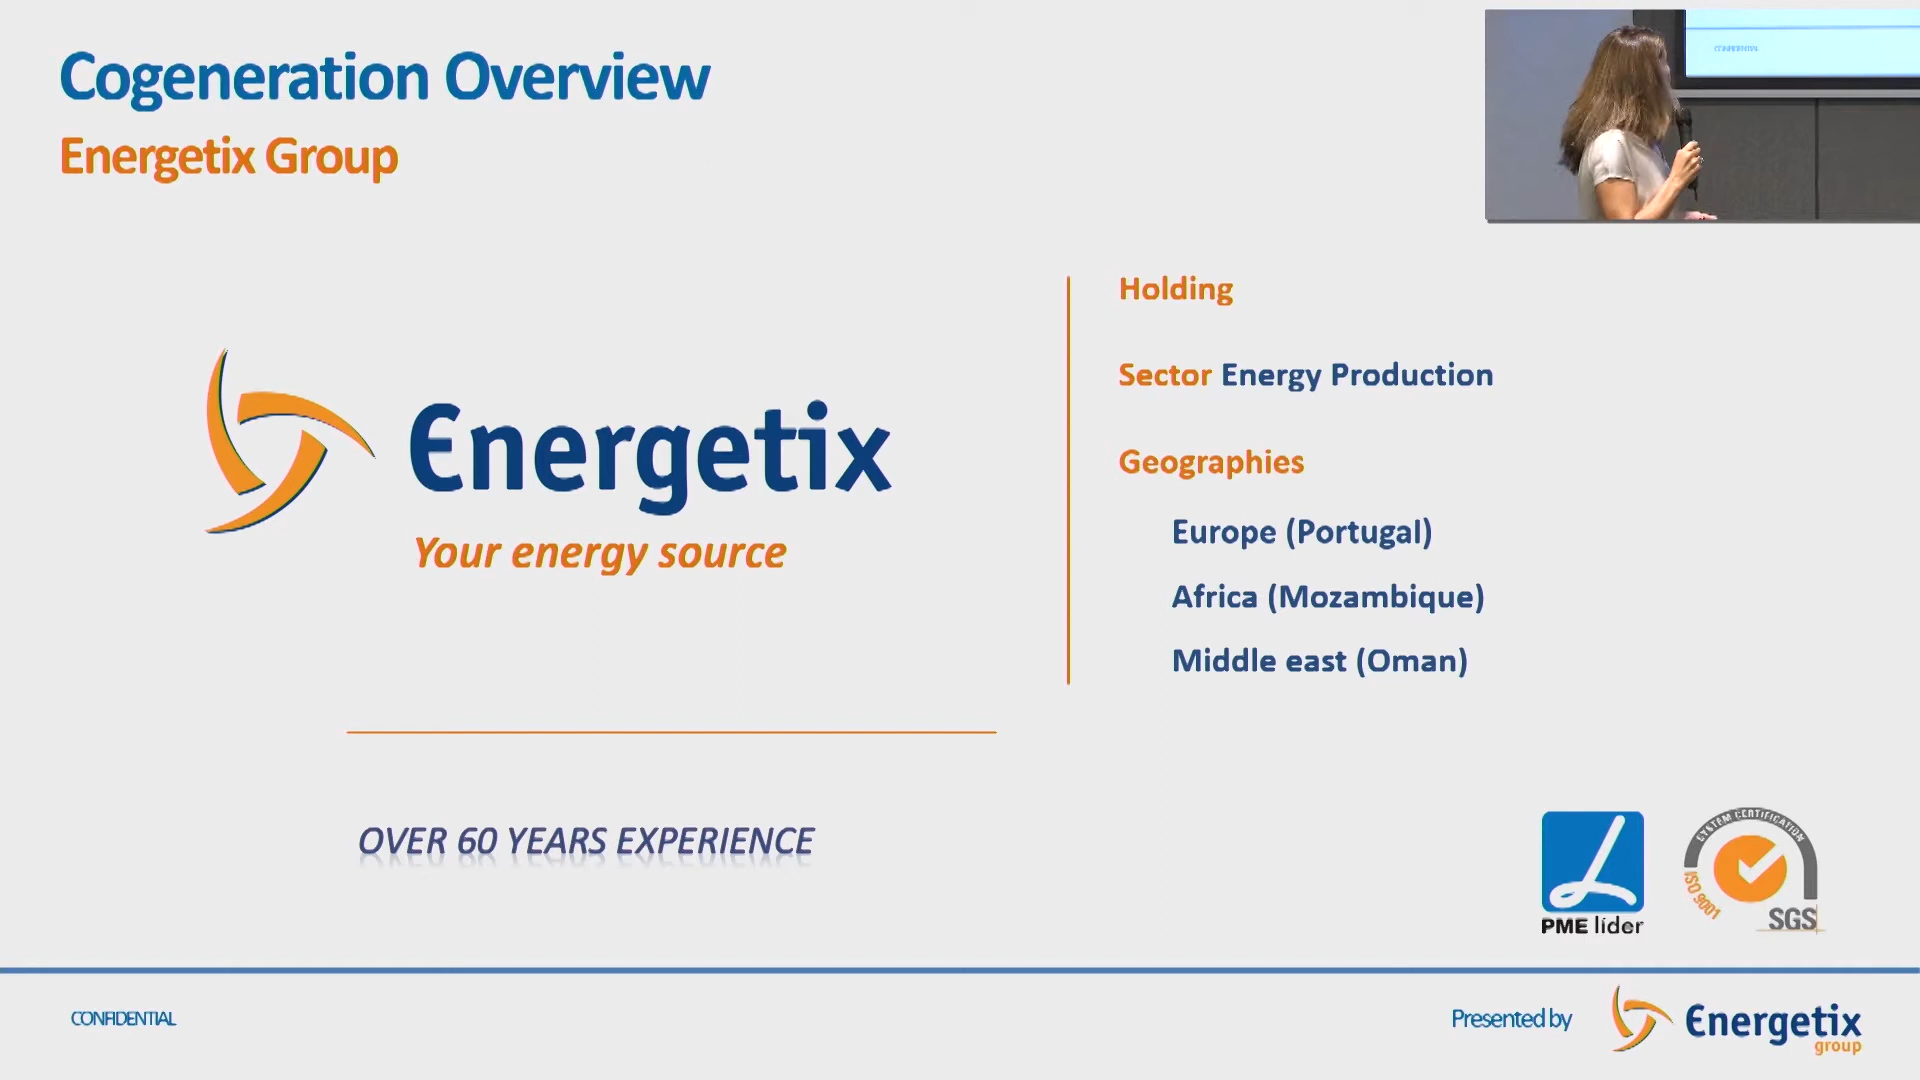 Cogeneration Overview
Energetix Group
CONFIDENTIAL
Energetix
Your energy source
OVER 60 YEARS EXPERIENCE
Holding
Sector Energy Production
Geographies
Europe (Portugal)
Africa (Mozambique)
Middle east (Oman)
PME líder
SYSTEM CERTIFICATION
ISO 9001
SGS
CONFIDENTIAL
Presented by
Energetix
group